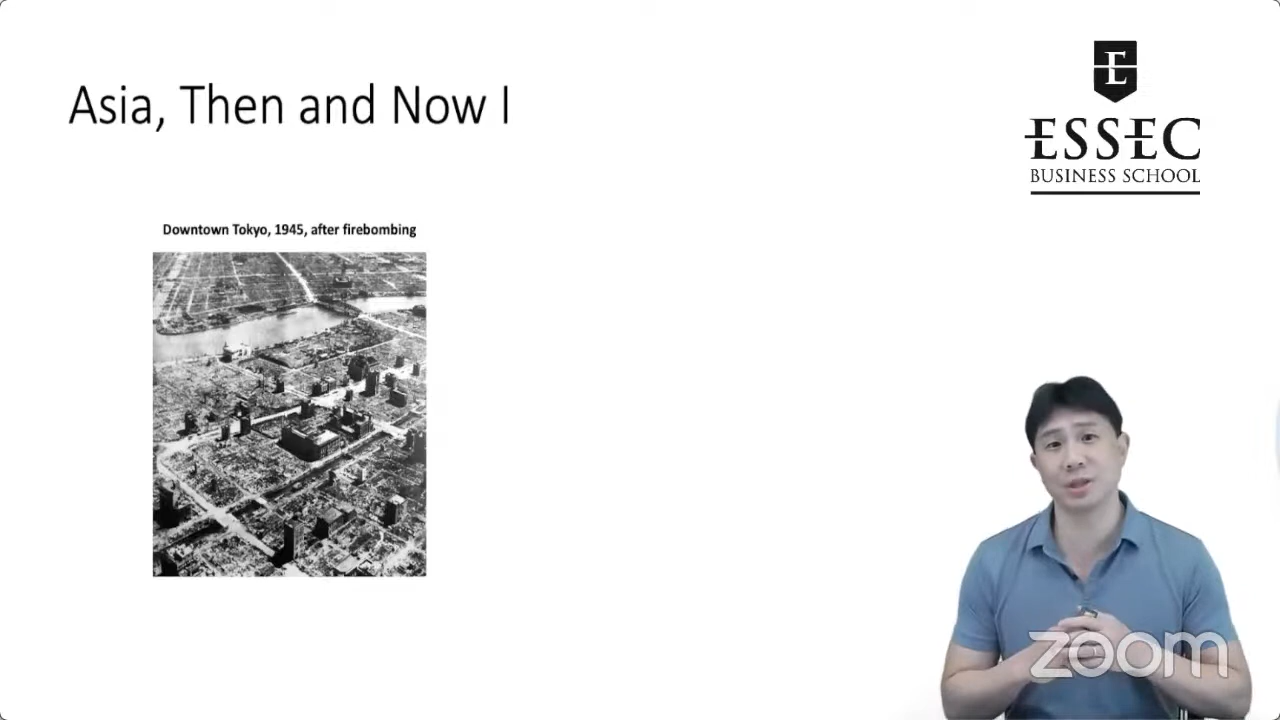 Asia, Then and Now I
E
ESSEC
BUSINESS SCHOOL
Downtown Tokyo, 1945, after firebombing
zoom